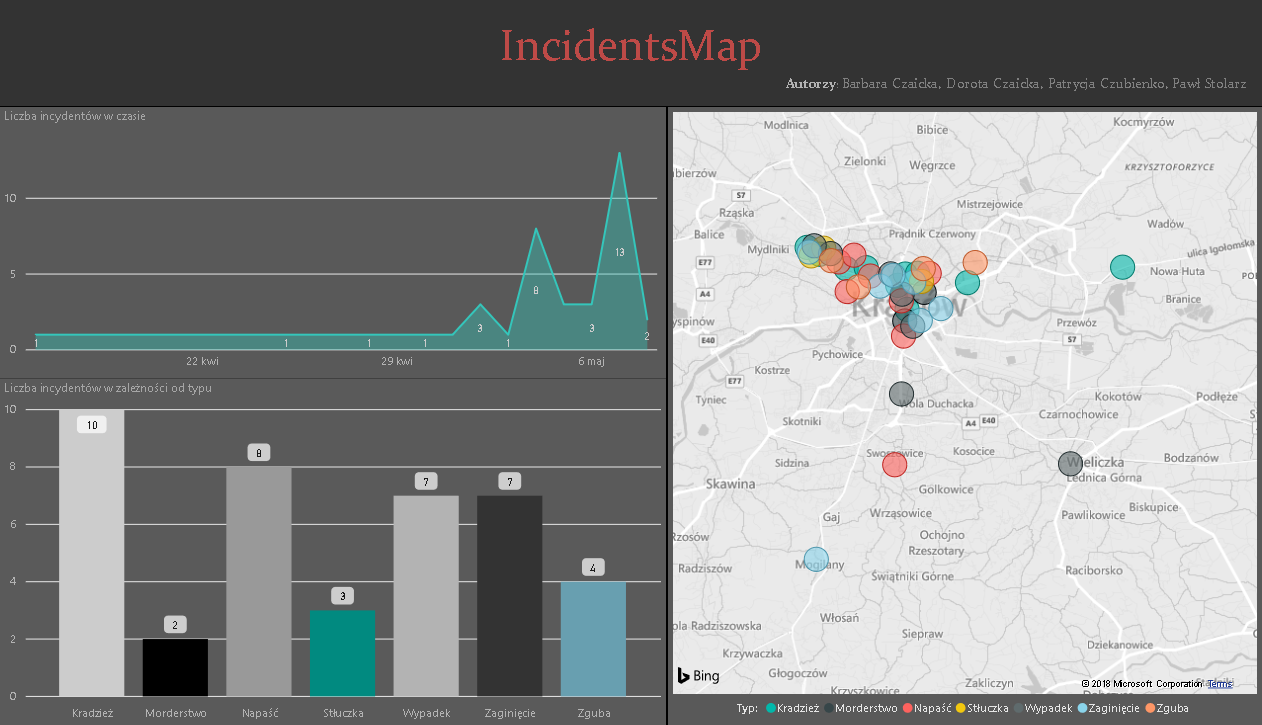 IncidentsMap
Autorzy: Barbara Czaicka, Dorota Czaicka, Patrycja Czubienko, Pawł Stolarz
Liczba incydentów w czasie
10
5
0
1
1
1
1
3
1
8
3
13
2
22 kwi
29 kwi
6 maj
Liczba incydentów w zależności od typu
10
8
6
4
2
0
10
2
8
3
7
7
4
Kradzież
Morderstwo
Napaść
Stłuczka
Wypadek
Zaginięcie
Zguba
Kocmyrzów
Modlnica
Bibice
Zielonki
Węgrzce
KRZYSZTOFORZYCE
S7
Mistrzejowice
Rząska
Wadów
Balice
Prądnik Czerwony
Mydlniki
ulica Igołomska
E77
Nowa Huta
A4
Branice
Kraków
Przewóz
E40
S7
Pychowice
Kostrze
E77
Tyniec
Wola Duchacka
Kokotów
Podłęże
Czarnochowice
Skotniki
A4
E40
Swoszowice
Kosocice
Sidzina
Wieliczka
Bodzanów
Lednica Górna
Skawina
Golkowice
Biskupice
Gaj
Wrząsowice
Pawlikowice
Ochojno
Rzeszotary
Mogilany
Radziszów
Świątniki Górne
Raciborsko
Włosań
Wola Radziszowska
Siepraw
Dziekanowice
Krzywaczka
Głogoczów
Zakliczyn
Krzyszkowice
Bing
© 2018 Microsoft Corporation Terms
Typ: Kradzież Morderstwo Napaść Stłuczka Wypadek Zaginięcie Zguba